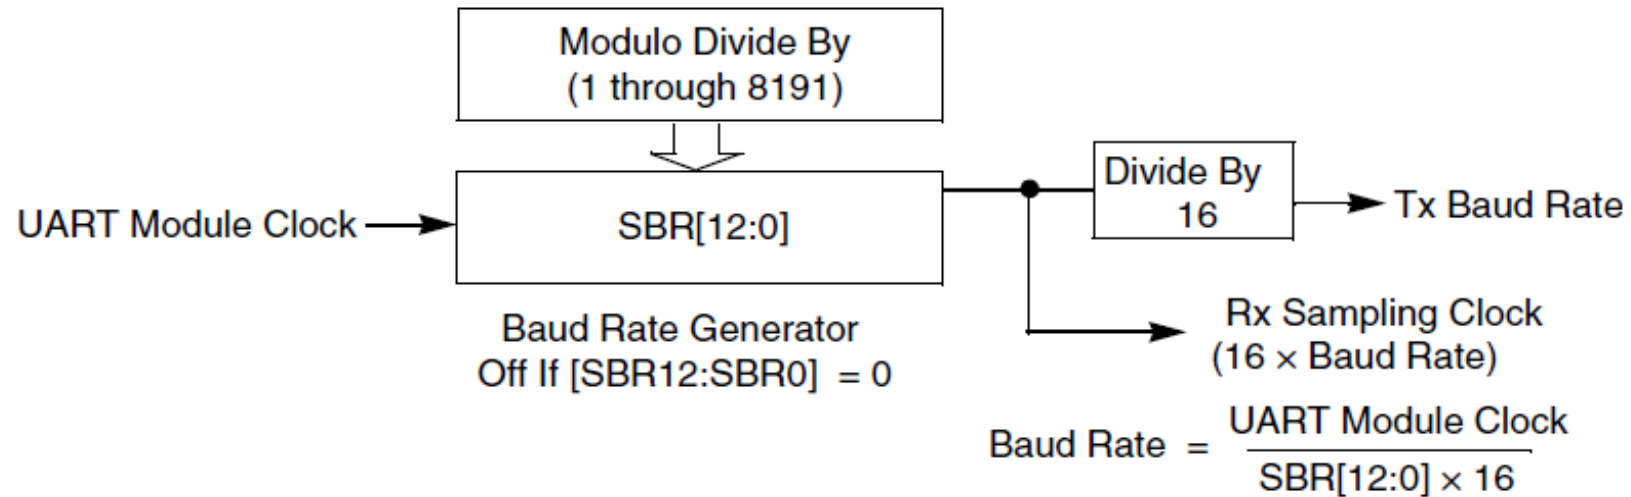 Modulo Divide By
(1 through 8191)
UART Module Clock
SBR[12:0]
Divide By
16
Tx Baud Rate
Baud Rate Generator
Off If [SBR12:SBR0] = 0
Rx Sampling Clock
(16 × Baud Rate)
Baud Rate =
UART Module Clock
SBR[12:0] × 16